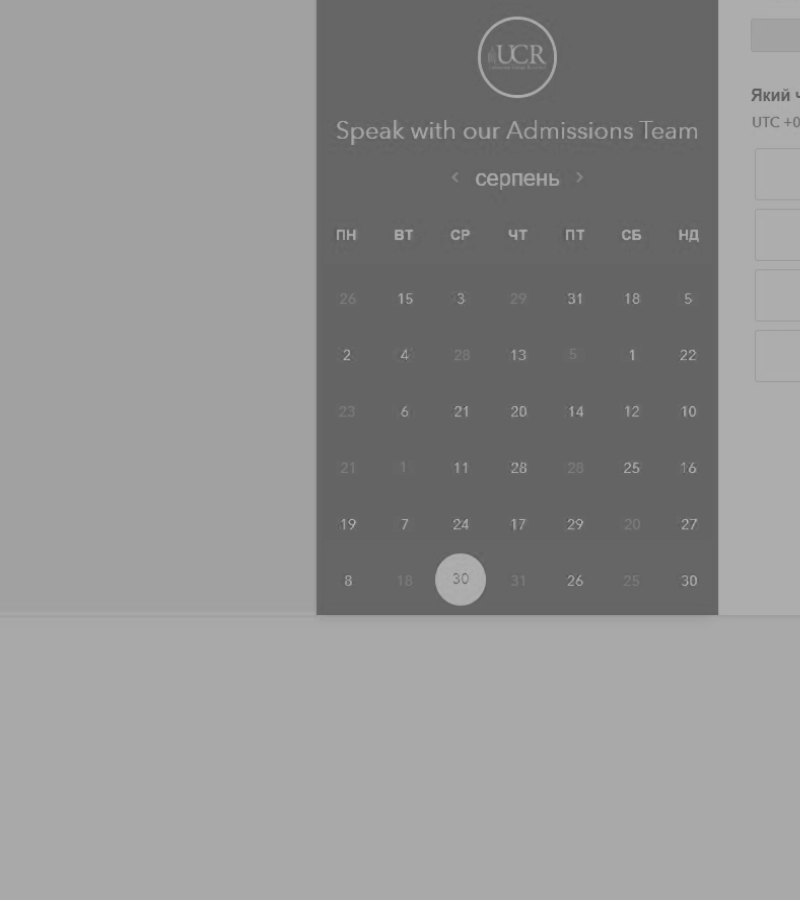 UCR
Speak with our Admissions Team
< серпень >
ПН ВТ СР ЧТ ПТ СБ НД
26 15 3 29 31 18 5
2 4 28 13 5 1 22
23 6 21 20 14 12 10
21 1 11 28 28 25 16
19 7 24 17 29 20 27
8 18 30 31 26 25 30
Який
UTC +0